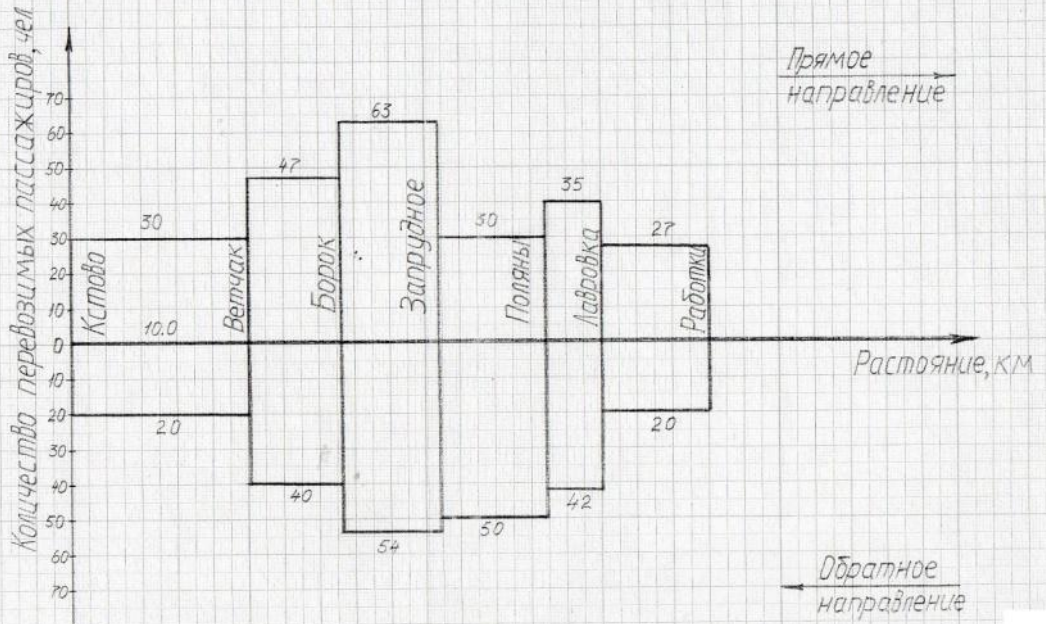 Количество перевозимых пассажиров, чел
Прямое
направление
70
60
50
40
30
20
10
0
10
20
30
40
50
60
70
30
47
63
30
35
27
Кстово
Вепчак
Борок
Запрудное
Поляны
Лавровка
Работки
10.0
Растояние, км
20
40
54
50
42
20
Обратное
направление